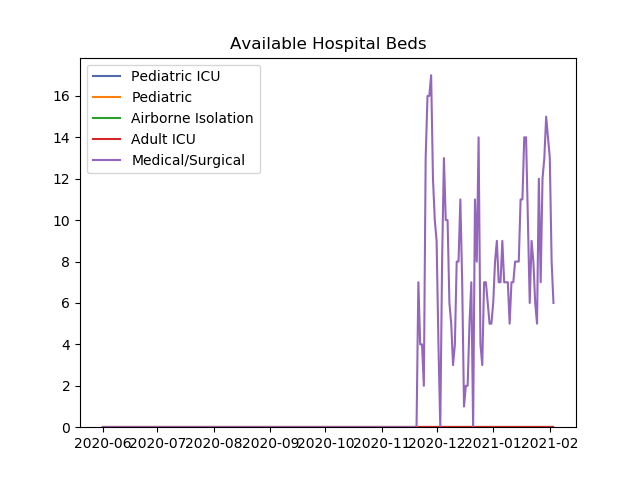 Available Hospital Beds
Pediatric ICU
Pediatric
Airborne Isolation
Adult ICU
Medical/Surgical
16
14
12
10
8
6
4
2
0
2020-06 2020-07 2020-08 2020-09 2020-10 2020-11 2020-12 2021-01 2021-02